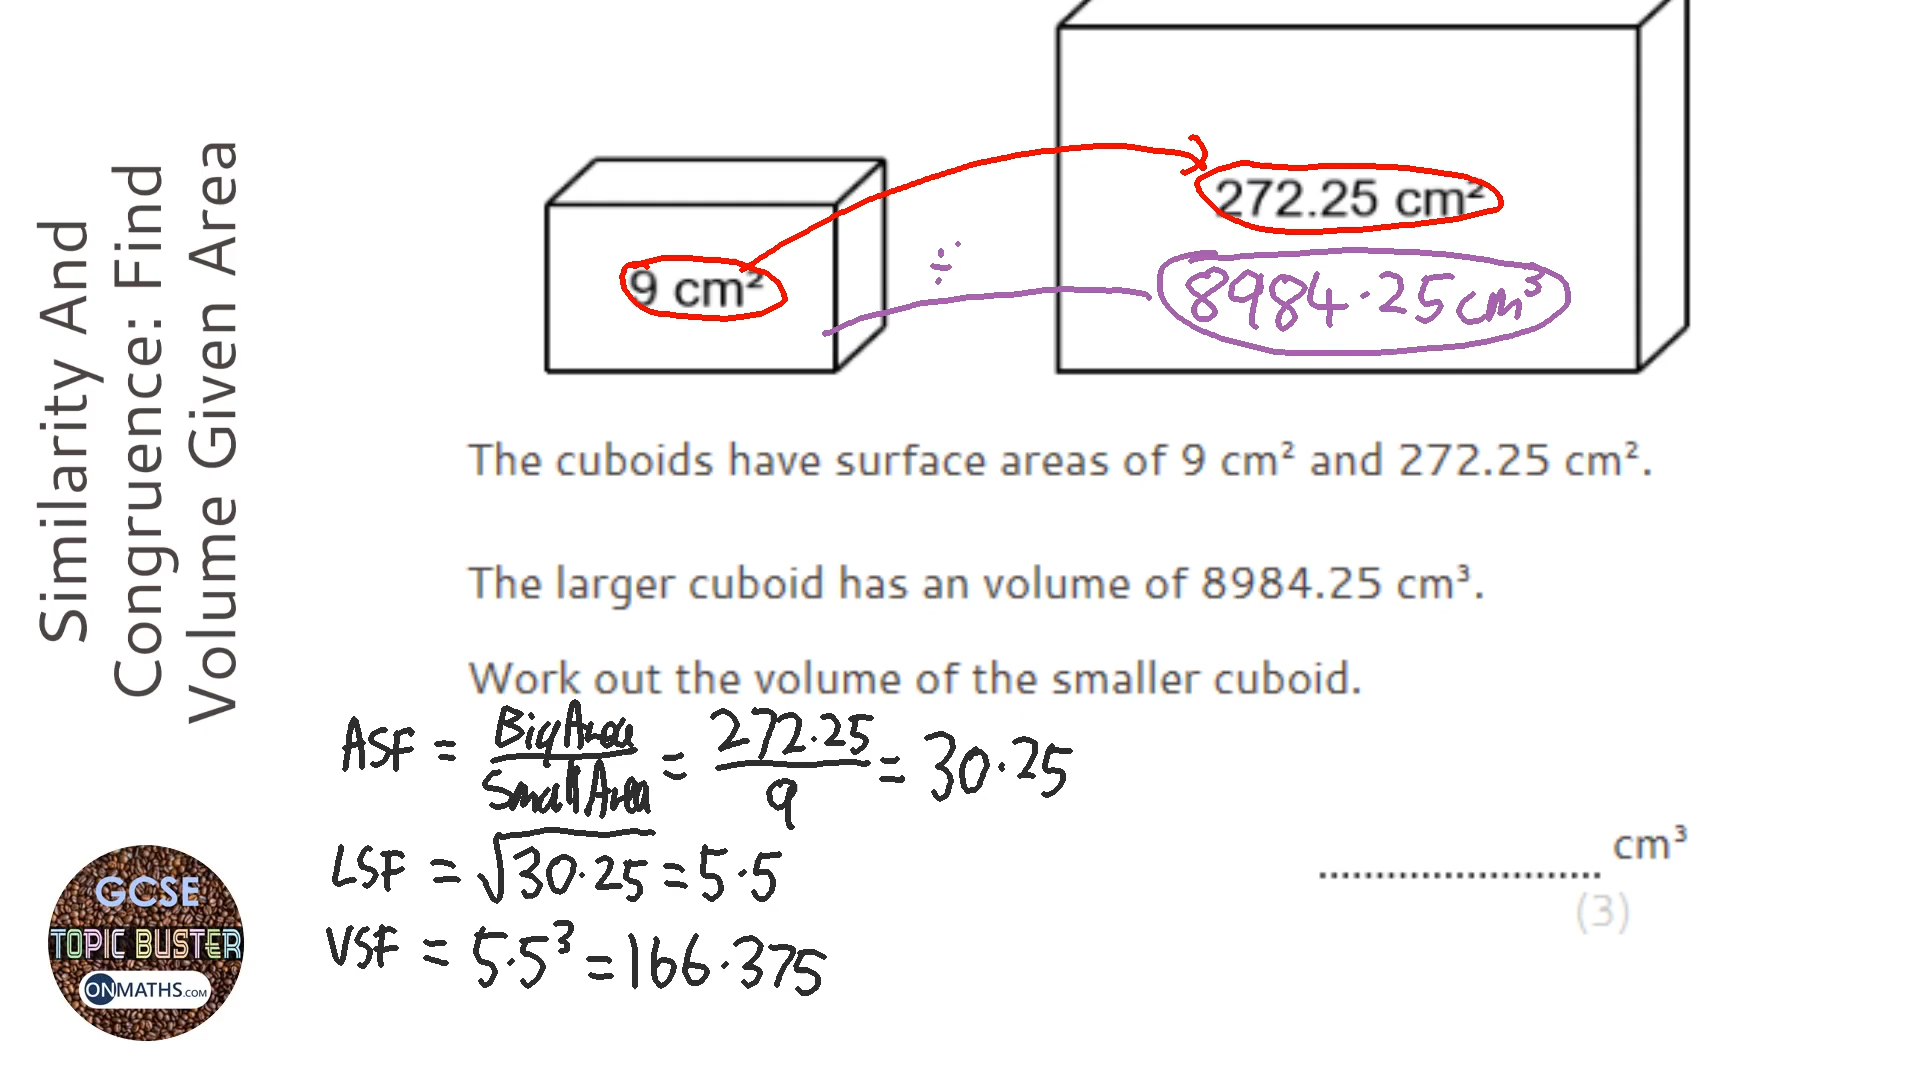 Similarity And
Congruence: Find
Volume Given Area
9 cm²
272.25 cm²
÷
8984.25cm³
The cuboids have surface areas of 9 cm² and 272.25 cm².
The larger cuboid has an volume of 8984.25 cm³.
Work out the volume of the smaller cuboid.
ASF = Big Area / Small Area = 272.25 / 9 = 30.25
LSF = √30.25 = 5.5
VSF = 5.5³ = 166.375
........................ cm³
(3)
GCSE
TOPIC BUSTER
ONMATHS.COM